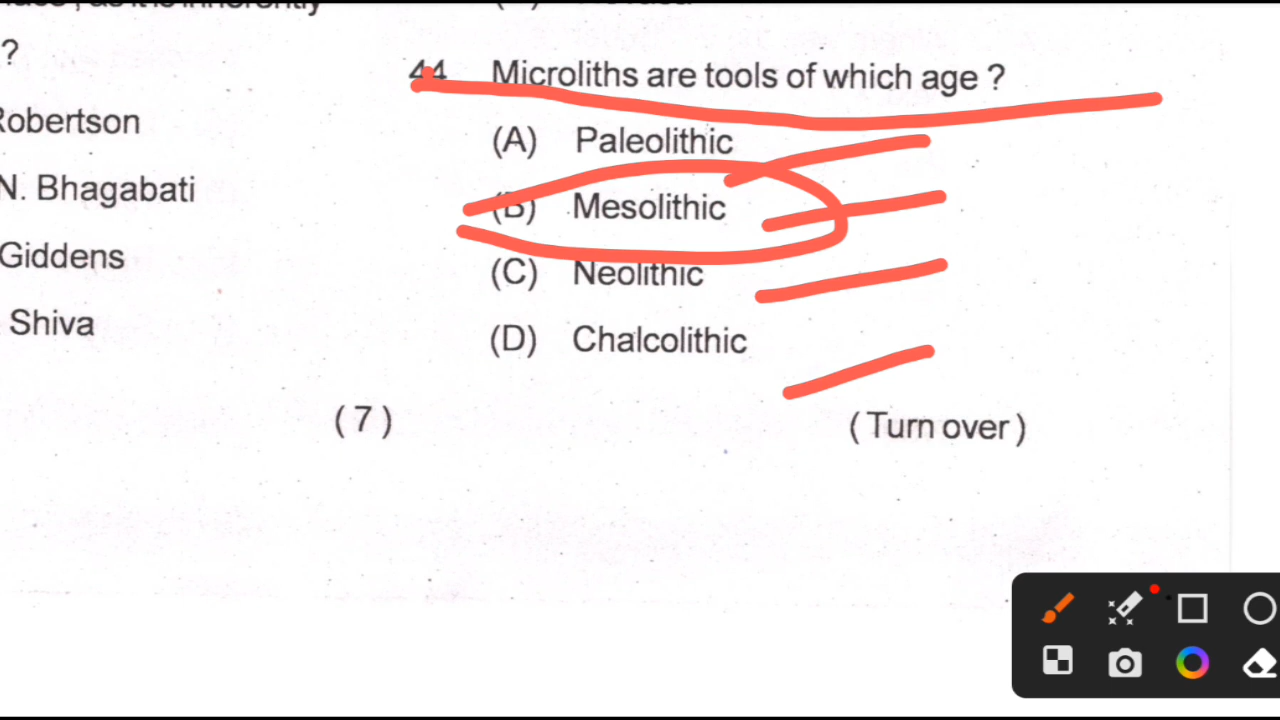 ?
Robertson
N. Bhagabati
Giddens
Shiva
44 Microliths are tools of which age ?
(A) Paleolithic
(B) Mesolithic
(C) Neolithic
(D) Chalcolithic
(7)
( Turn over )